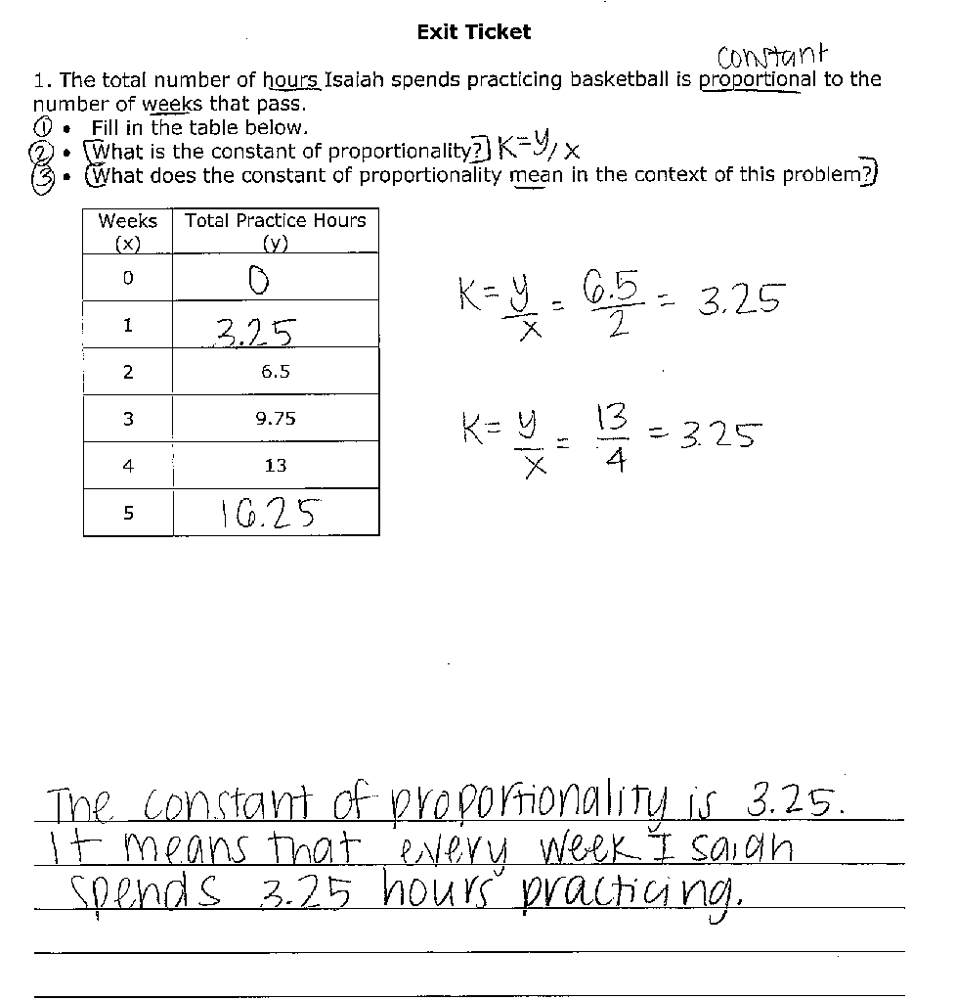 Exit Ticket
constant
1. The total number of hours Isaiah spends practicing basketball is proportional to the
number of weeks that pass.
① • Fill in the table below.
② • [What is the constant of proportionality?] K=y/x
③ • (What does the constant of proportionality mean in the context of this problem?)
Weeks Total Practice Hours
(x) (y)
0 0
1 3.25
2 6.5
3 9.75
4 13
5 16.25
K = y/x = 6.5/2 = 3.25
K = y/x = 13/4 = 3.25
The constant of proportionality is 3.25.
It means that every week Isaiah
spends 3.25 hours practicing.